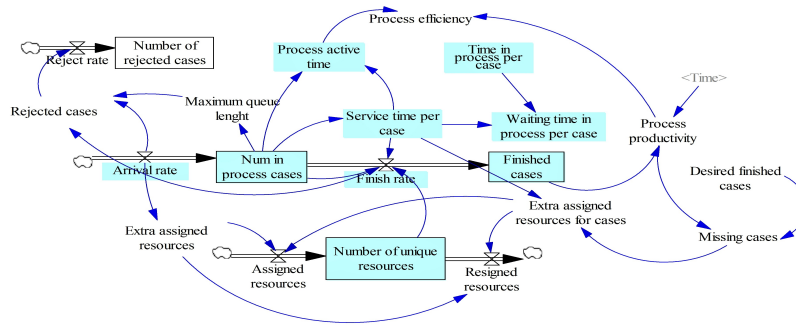 Process efficiency
Number of
rejected cases
Reject rate
Process active
time
Time in
process per
case
<Time>
Rejected cases
Maximum queue
lenght
Service time per
case
Waiting time in
process per case
Process
productivity
Arrival rate
Num in
process cases
Finish rate
Finished
cases
Desired finished
cases
Extra assigned
resources
Extra assigned
resources for cases
Missing cases
Assigned
resources
Number of unique
resources
Resigned
resources